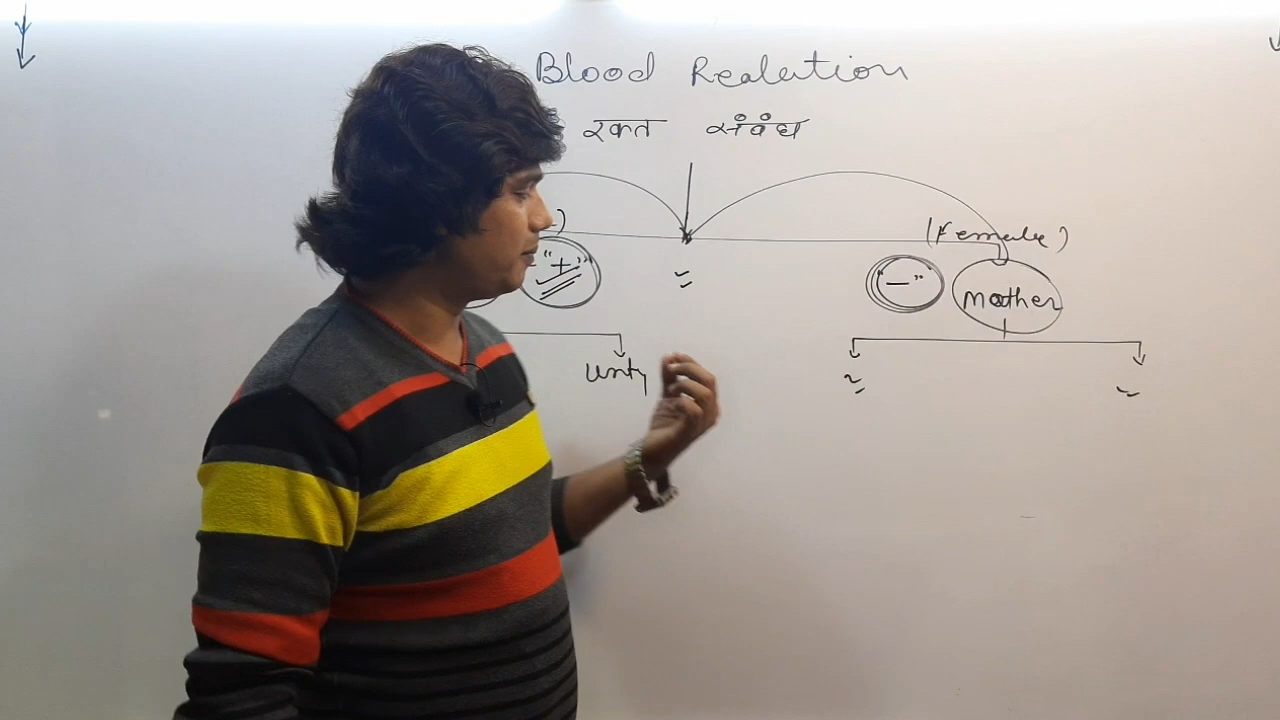 Blood Realation
रक्त संबंध
(Female)
"+"
"−"
Mother
Unty